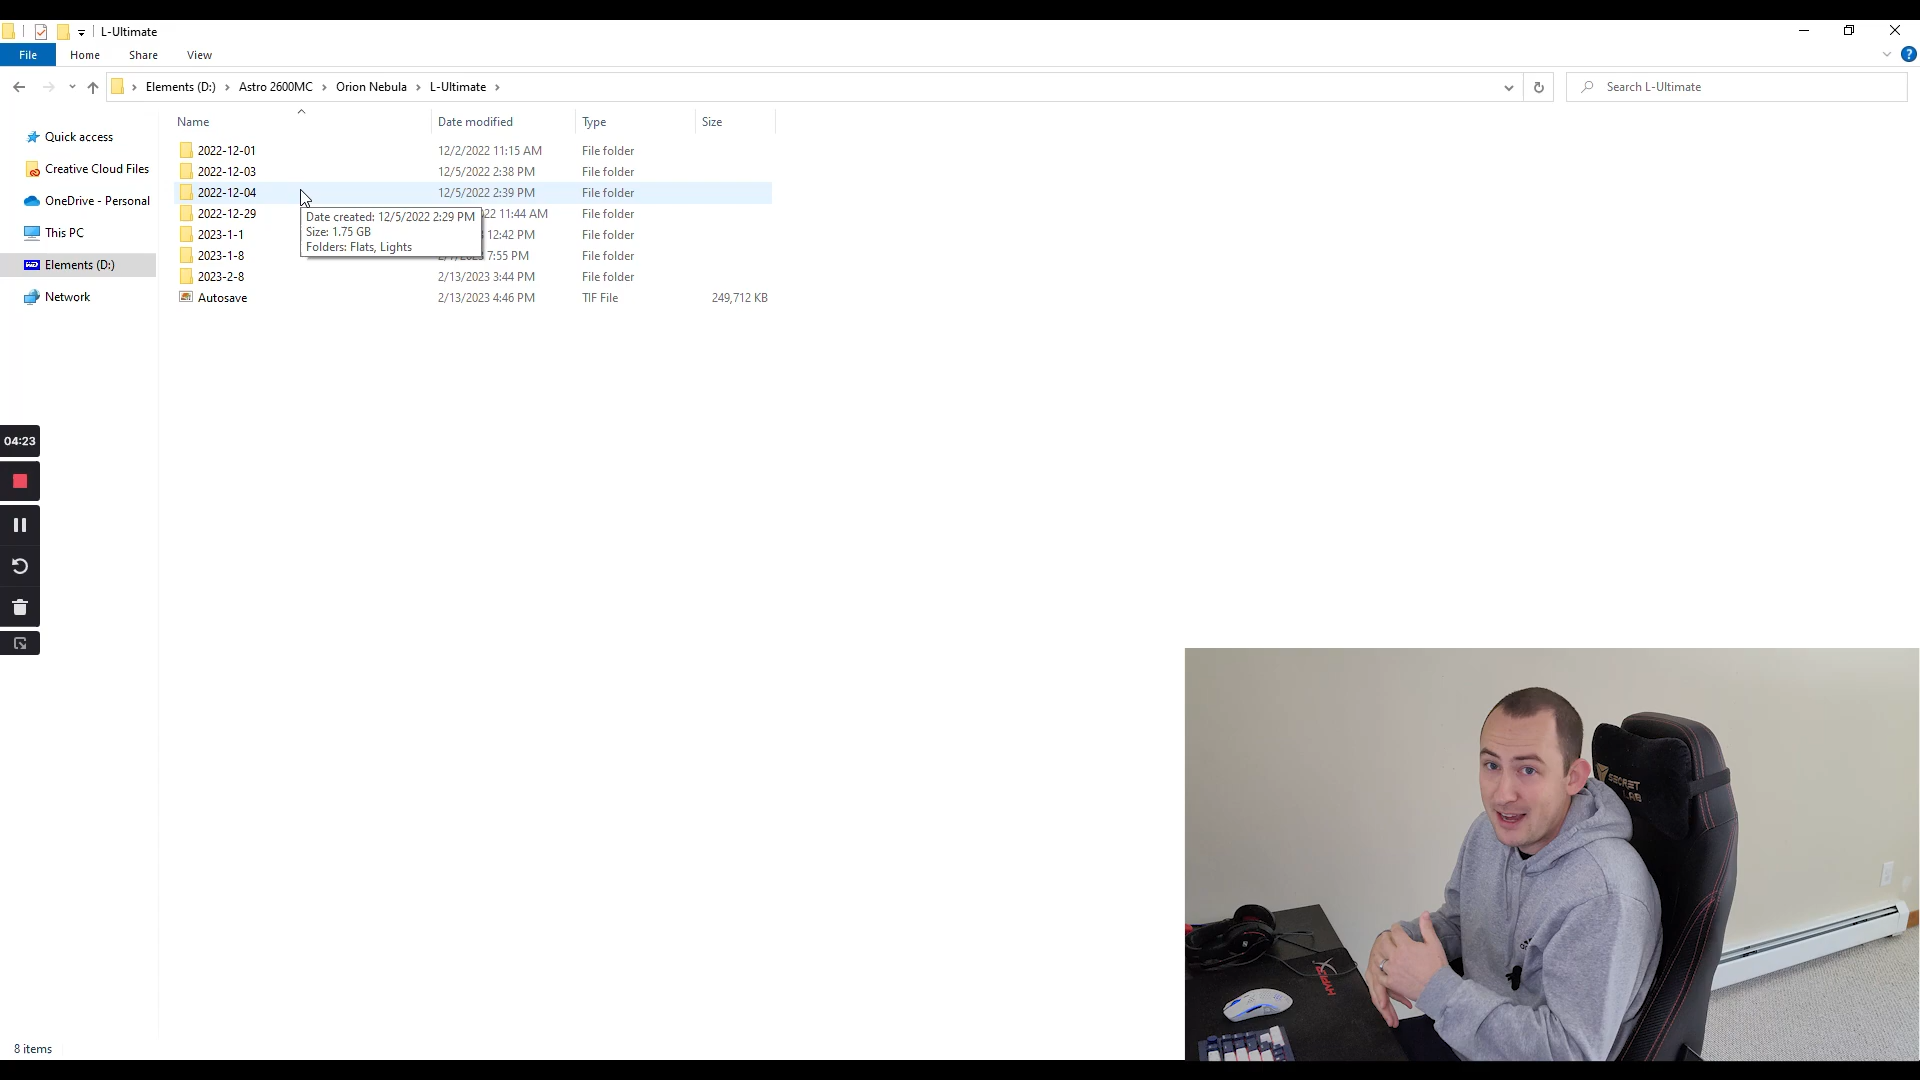 L-Ultimate
File Home Share View
Elements (D:) > Astro 2600MC > Orion Nebula > L-Ultimate >
Search L-Ultimate
Name Date modified Type Size
Quick access
Creative Cloud Files
OneDrive - Personal
This PC
Elements (D:)
Network
2022-12-01 12/2/2022 11:15 AM File folder
2022-12-03 12/5/2022 2:38 PM File folder
2022-12-04 12/5/2022 2:39 PM File folder
2022-12-29 22 11:44 AM File folder
2023-1-1 12:42 PM File folder
2023-1-8 7:55 PM File folder
2023-2-8 2/13/2023 3:44 PM File folder
Autosave 2/13/2023 4:46 PM TIF File 249,712 KB
Date created: 12/5/2022 2:29 PM
Size: 1.75 GB
Folders: Flats, Lights
04:23
SECRET
LAB
HYPERX
8 items